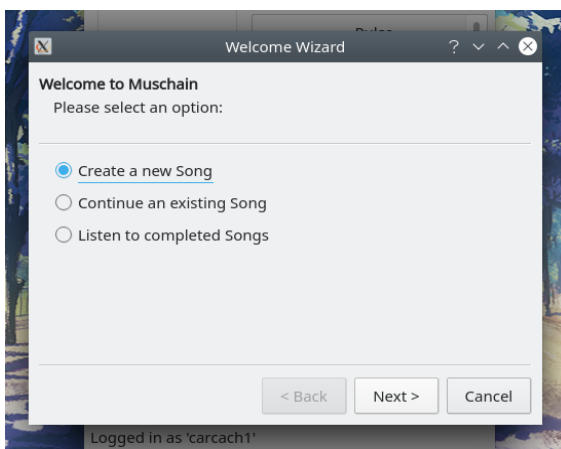 Rules
Welcome Wizard
Welcome to Muschain
Please select an option:
Create a new Song
Continue an existing Song
Listen to completed Songs
< Back
Next >
Cancel
Logged in as 'carcach1'